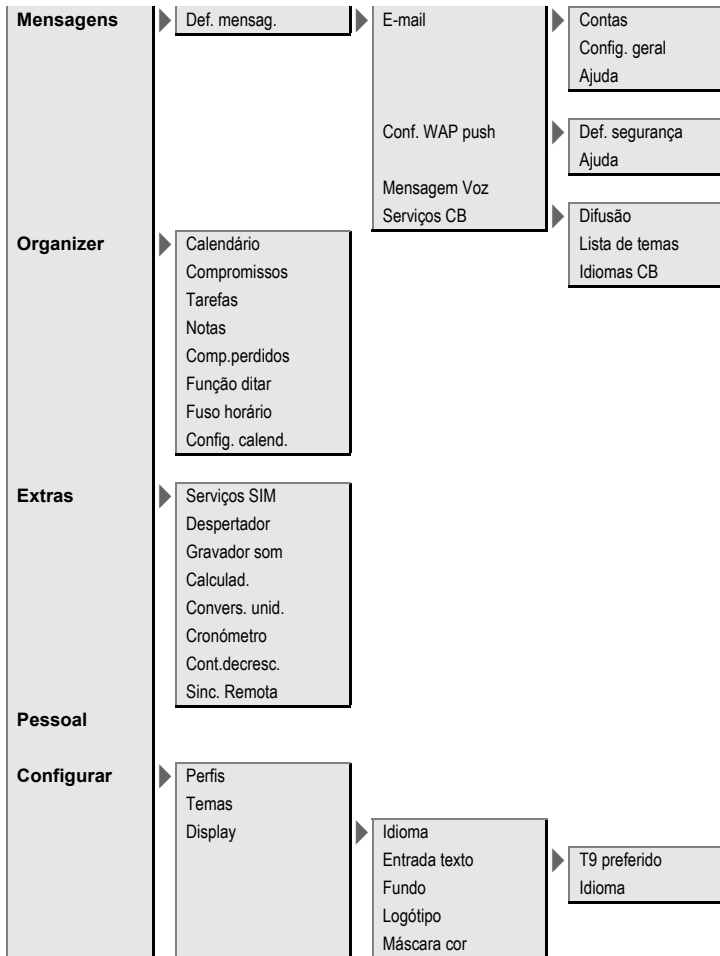 Mensagens Def. mensag. E-mail Contas
Config. geral
Ajuda
Conf. WAP push Def. segurança
Ajuda
Mensagem Voz
Serviços CB Difusão
Organizer Calendário Lista de temas
Compromissos Idiomas CB
Tarefas
Notas
Comp.perdidos
Função ditar
Fuso horário
Config. calend.
Extras Serviços SIM
Despertador
Gravador som
Calculad.
Convers. unid.
Cronómetro
Cont.decresc.
Sinc. Remota
Pessoal
Configurar Perfis
Temas
Display Idioma
Entrada texto T9 preferido
Fundo Idioma
Logótipo
Máscara cor